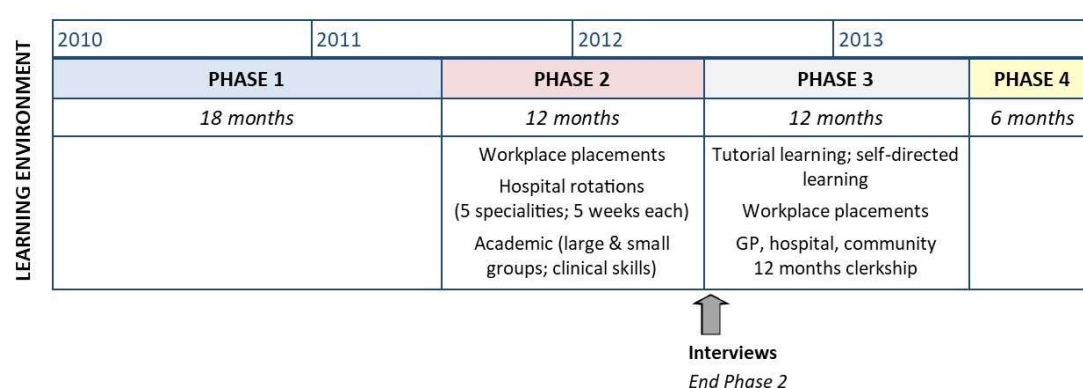 LEARNING ENVIRONMENT
2010 2011 2012 2013
PHASE 1 PHASE 2 PHASE 3 PHASE 4
18 months 12 months 12 months 6 months
Workplace placements
Hospital rotations
(5 specialities; 5 weeks each)
Academic (large & small
groups; clinical skills)
Tutorial learning; self-directed
learning
Workplace placements
GP, hospital, community
12 months clerkship
Interviews
End Phase 2